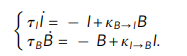 τ_I İ = − I + κ_{B→I} B
τ_B Ḃ = − B + κ_{I→B} I.